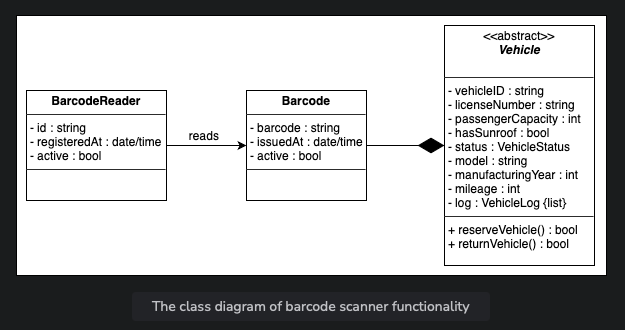 BarcodeReader
- id : string
- registeredAt : date/time
- active : bool
reads
Barcode
- barcode : string
- issuedAt : date/time
- active : bool
<<abstract>>
Vehicle
- vehicleID : string
- licenseNumber : string
- passengerCapacity : int
- hasSunroof : bool
- status : VehicleStatus
- model : string
- manufacturingYear : int
- mileage : int
- log : VehicleLog {list}
+ reserveVehicle() : bool
+ returnVehicle() : bool
The class diagram of barcode scanner functionality